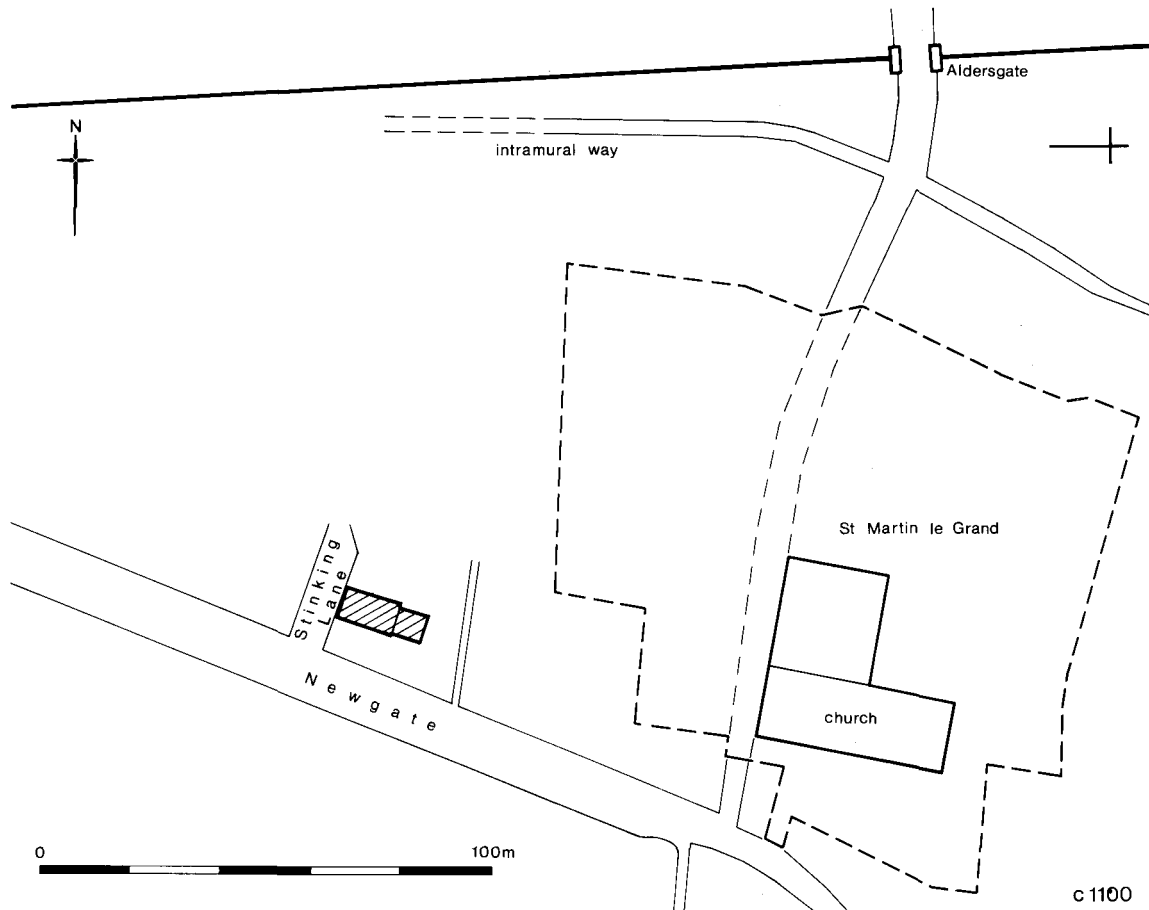 Aldersgate
N
intramural way
St Martin le Grand
Stinking
Lane
Newgate
church
0 100m
c 1100